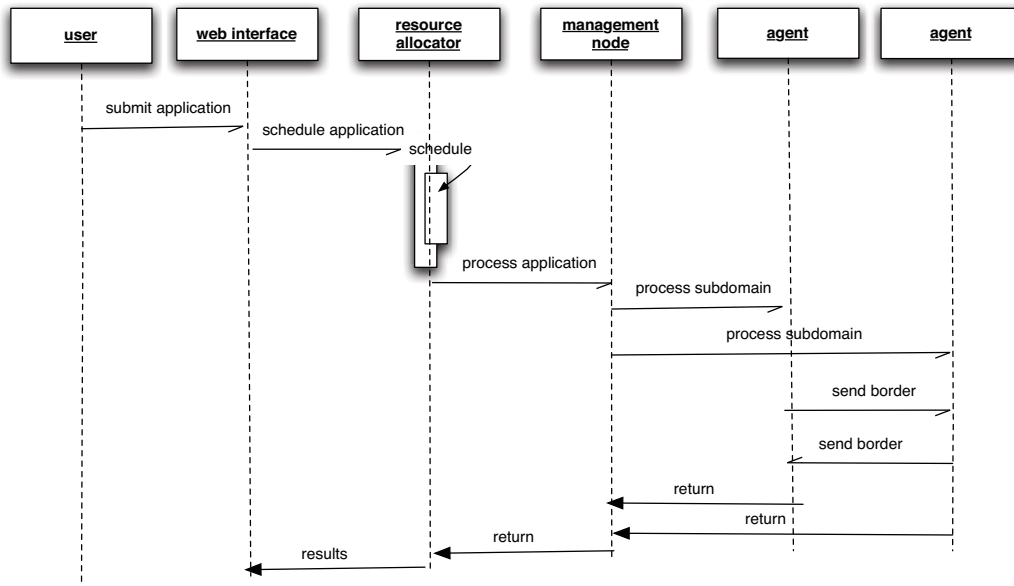 user
web interface
resource
allocator
management
node
agent
agent
submit application
schedule application
schedule
process application
process subdomain
process subdomain
send border
send border
return
return
return
results